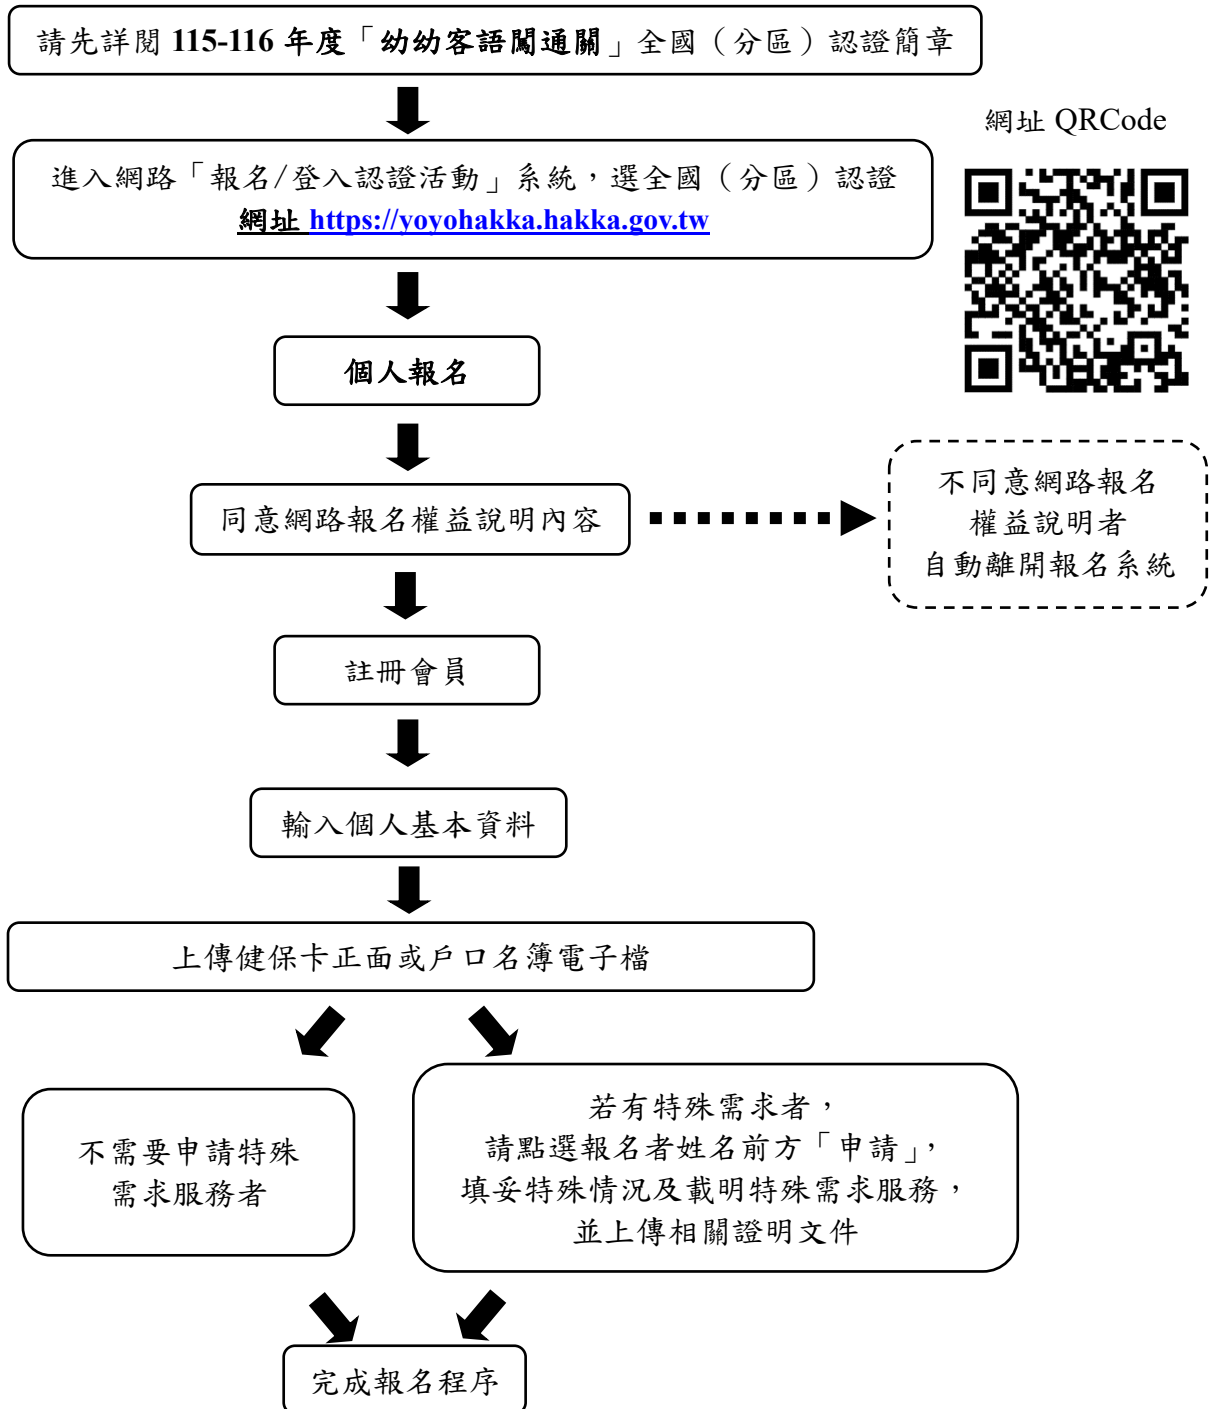 請先詳閱 115-116 年度「幼幼客語闖通關」全國（分區）認證簡章
網址 QRCode
進入網路「報名/登入認證活動」系統，選全國（分區）認證
網址 https://yoyohakka.hakka.gov.tw
個人報名
同意網路報名權益說明內容
不同意網路報名
權益說明者
自動離開報名系統
註冊會員
輸入個人基本資料
上傳健保卡正面或戶口名簿電子檔
不需要申請特殊
需求服務者
若有特殊需求者，
請點選報名者姓名前方「申請」，
填妥特殊情況及載明特殊需求服務，
並上傳相關證明文件
完成報名程序